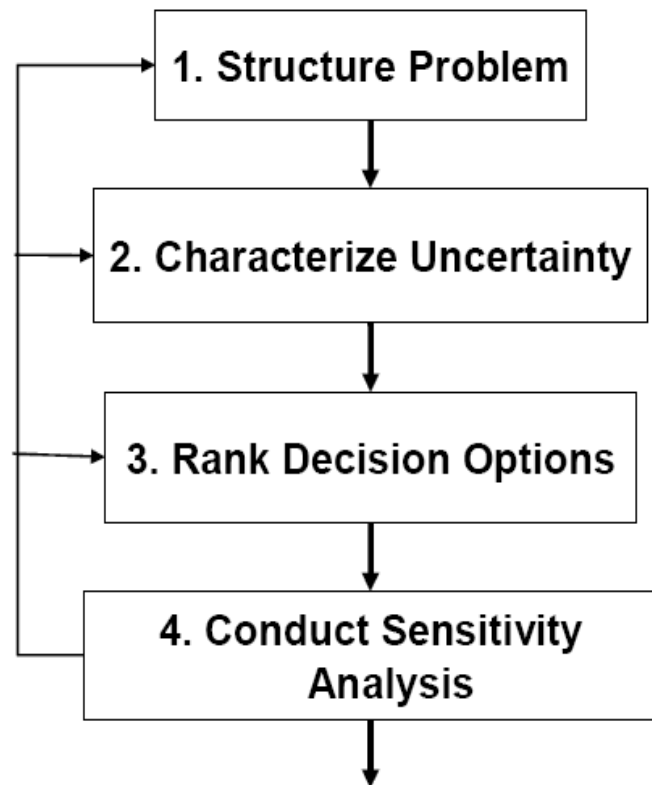 1. Structure Problem
2. Characterize Uncertainty
3. Rank Decision Options
4. Conduct Sensitivity
Analysis